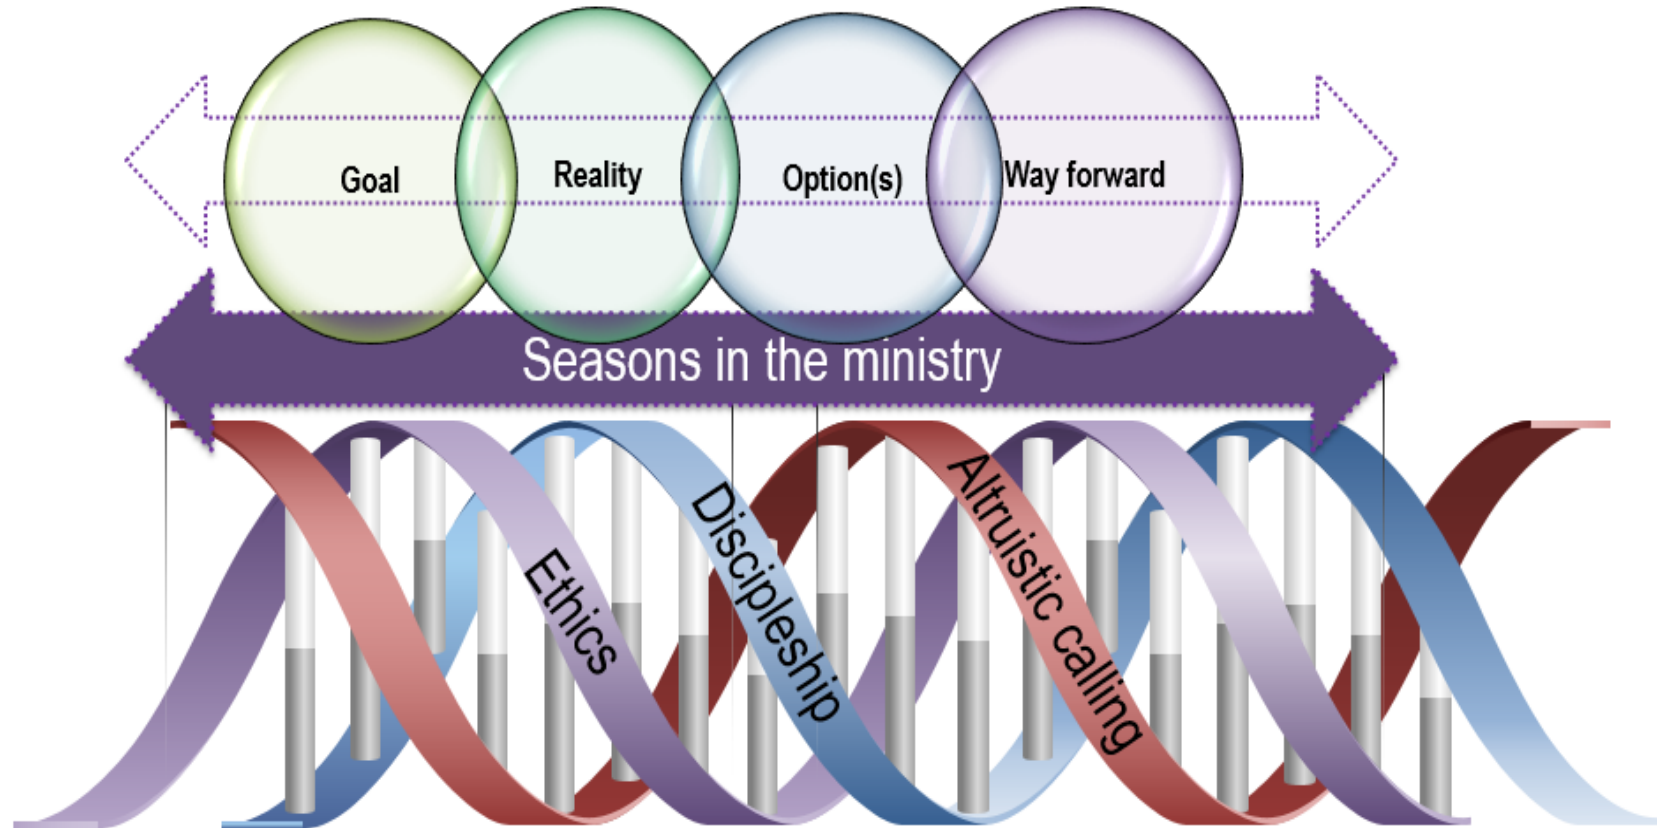 Goal
Reality
Option(s)
Way forward
Seasons in the ministry
Ethics
Discipleship
Altruistic calling